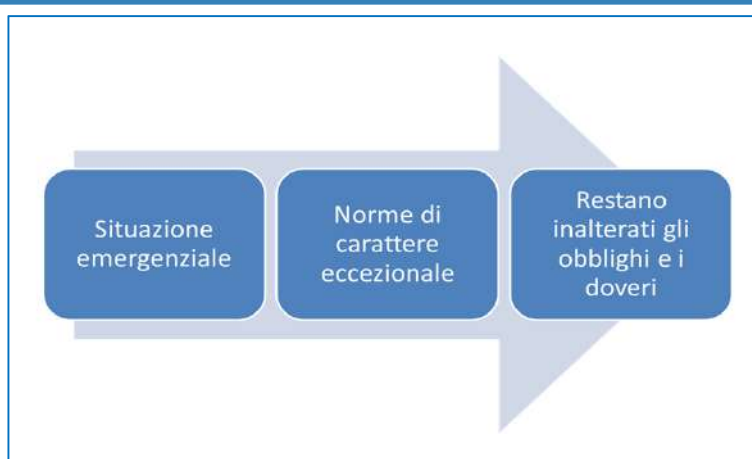 Situazione
emergenziale
Norme di
carattere
eccezionale
Restano
inalterati gli
obblighi e i
doveri